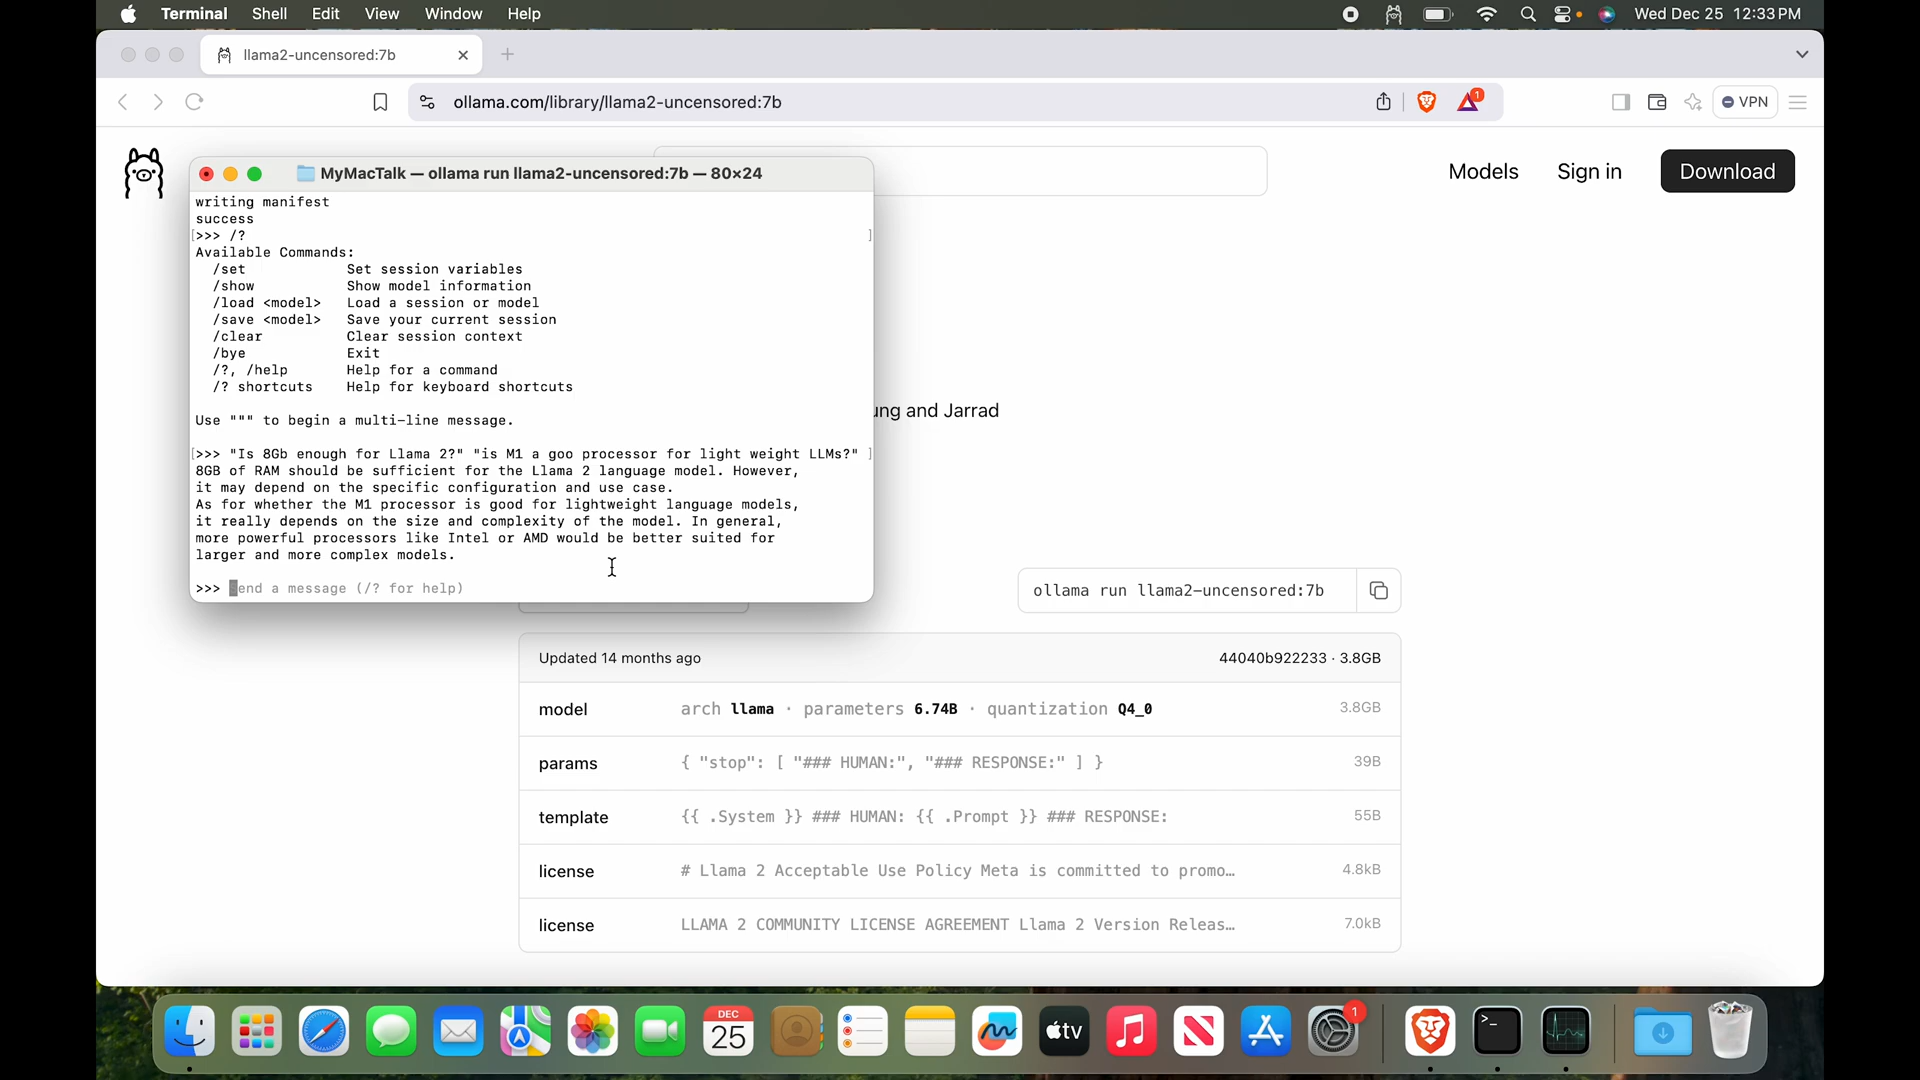 Terminal Shell Edit View Window Help
Wed Dec 25 12:33 PM
llama2-uncensored:7b
ollama.com/library/llama2-uncensored:7b
1
VPN
Models Sign in Download
MyMacTalk — ollama run llama2-uncensored:7b — 80×24
writing manifest
success
[>>> /? ]
Available Commands:
/set Set session variables
/show Show model information
/load <model> Load a session or model
/save <model> Save your current session
/clear Clear session context
/bye Exit
/?, /help Help for a command
/? shortcuts Help for keyboard shortcuts
Use """ to begin a multi-line message.
[>>> "Is 8Gb enough for Llama 2?" "is M1 a goo processor for light weight LLMs?" ]
8GB of RAM should be sufficient for the Llama 2 language model. However,
it may depend on the specific configuration and use case.
As for whether the M1 processor is good for lightweight language models,
it really depends on the size and complexity of the model. In general,
more powerful processors like Intel or AMD would be better suited for
larger and more complex models.
>>> Send a message (/? for help)
ung and Jarrad
ollama run llama2-uncensored:7b
Updated 14 months ago 44040b922233 · 3.8GB
model arch llama · parameters 6.74B · quantization Q4_0 3.8GB
params { "stop": [ "### HUMAN:", "### RESPONSE:" ] } 39B
template {{ .System }} ### HUMAN: {{ .Prompt }} ### RESPONSE: 55B
license # Llama 2 Acceptable Use Policy Meta is committed to promo… 4.8kB
license LLAMA 2 COMMUNITY LICENSE AGREEMENT Llama 2 Version Releas… 7.0kB
DEC
25
tv
1
>_